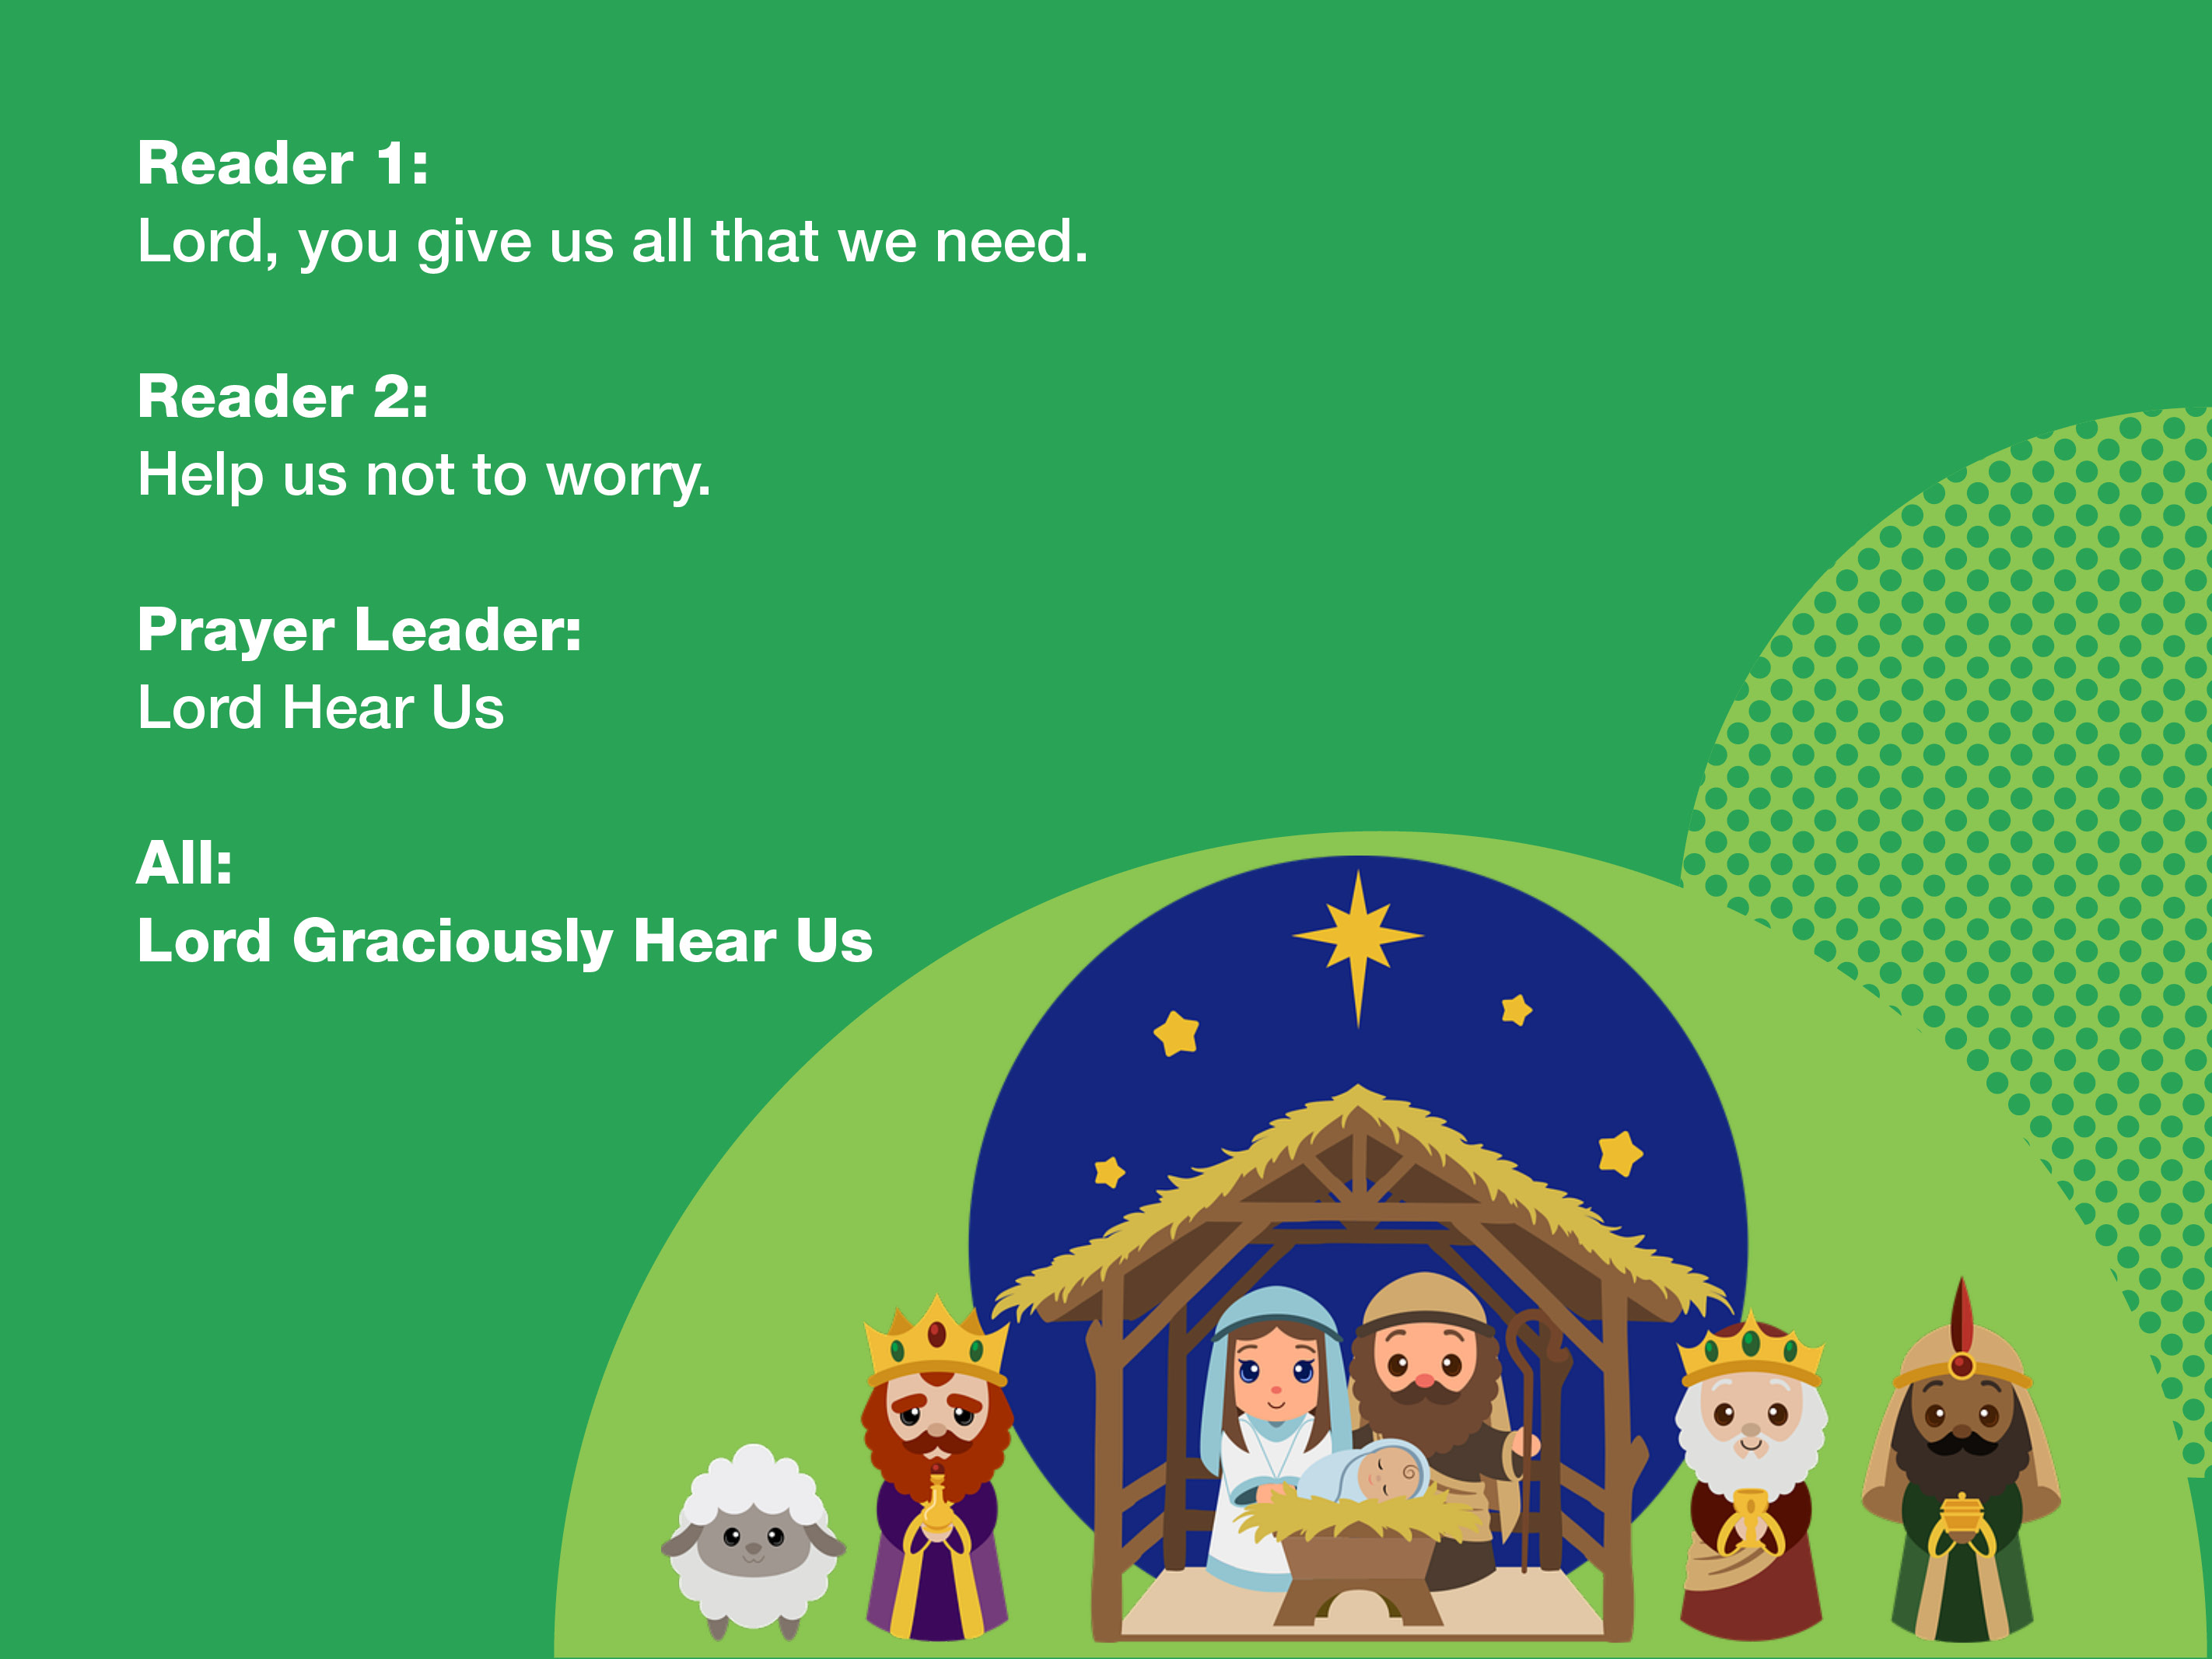 Reader 1:
Lord, you give us all that we need.
Reader 2:
Help us not to worry.
Prayer Leader:
Lord Hear Us
All:
Lord Graciously Hear Us